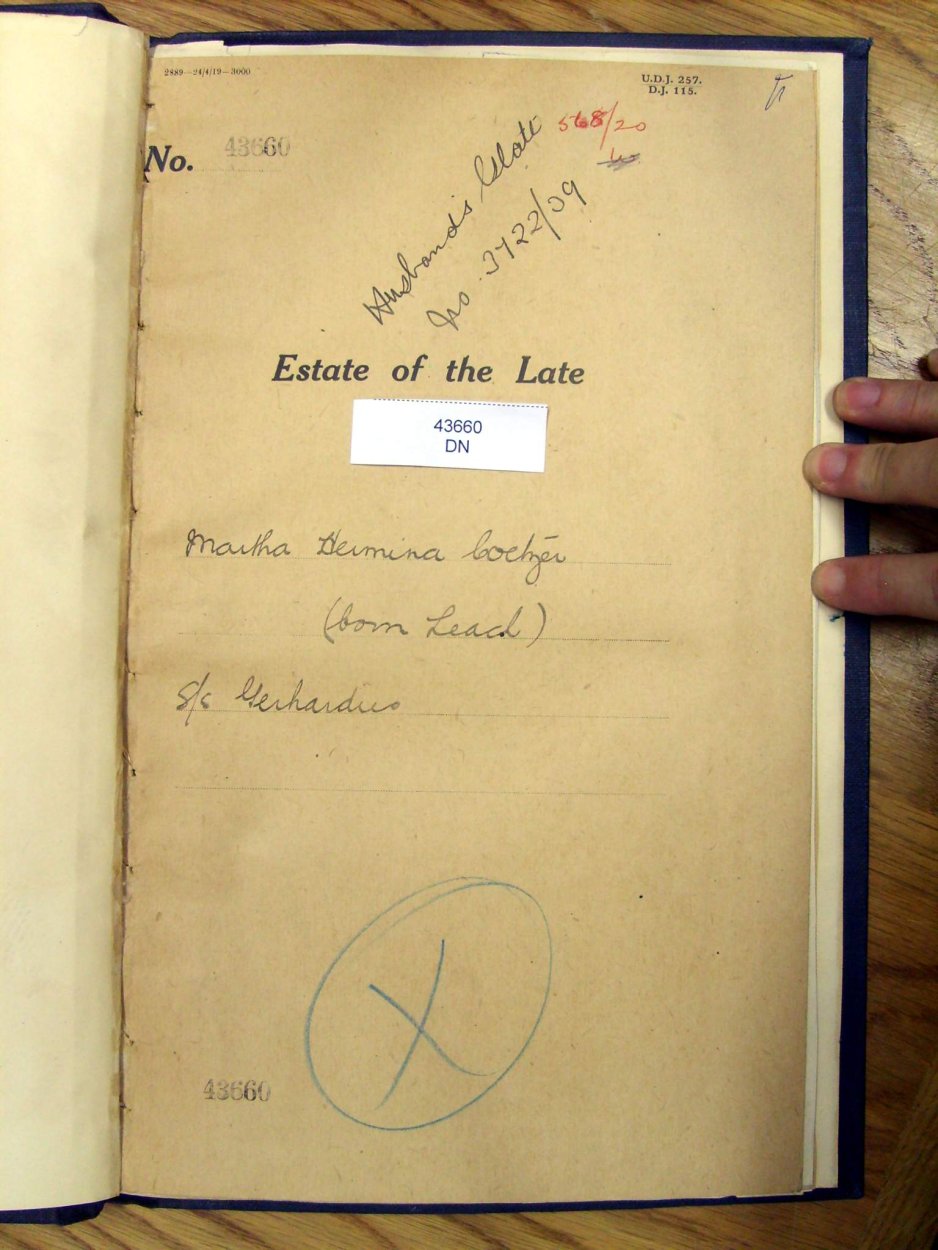 2889—24/4/19—3000
U.D.J. 257.
D.J. 115.
568/20
No. 43660
Husband's Estate
No. 3722/39
Estate of the Late
43660
DN
Martha Hermina Coetzer
(born Leach)
S/s Gerhardus
X
43660